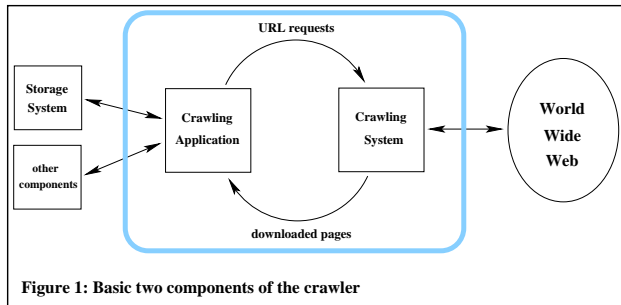 URL requests
Storage
System
Crawling
Application
Crawling
System
World
Wide
Web
other
components
downloaded pages
Figure 1: Basic two components of the crawler